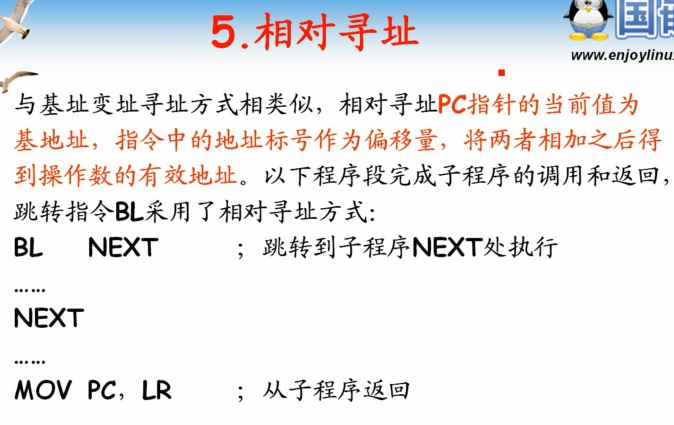 5.相对寻址
www.enjoylinu
与基址变址寻址方式相类似，相对寻址PC指针的当前值为
基地址，指令中的地址标号作为偏移量，将两者相加之后得
到操作数的有效地址。以下程序段完成子程序的调用和返回，
跳转指令BL采用了相对寻址方式：
BL NEXT ；跳转到子程序NEXT处执行
……
NEXT
……
MOV PC，LR ；从子程序返回